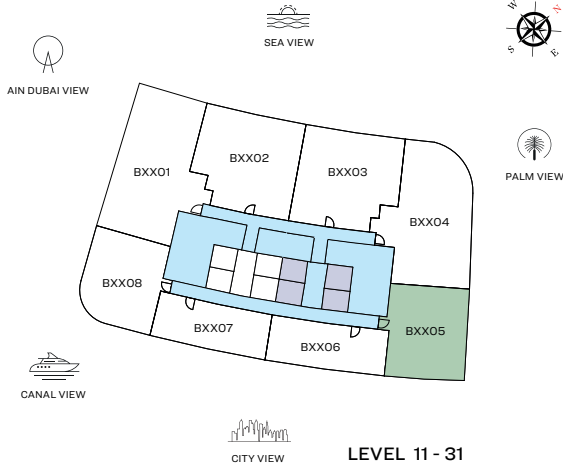 SEA VIEW
W
N
S
E
AIN DUBAI VIEW
PALM VIEW
BXX01
BXX02
BXX03
BXX04
BXX08
BXX07
BXX06
BXX05
CANAL VIEW
CITY VIEW
LEVEL 11 - 31